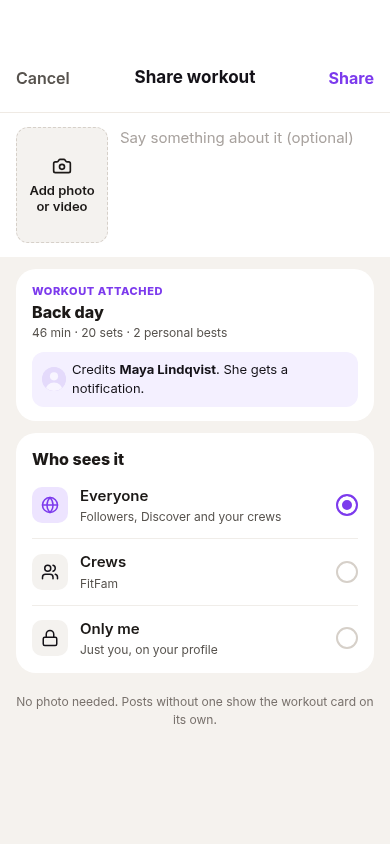 Cancel
Share workout
Share
Say something about it (optional)
Add photo
or video
WORKOUT ATTACHED
Back day
46 min · 20 sets · 2 personal bests
Credits Maya Lindqvist. She gets a
notification.
Who sees it
Everyone
Followers, Discover and your crews
Crews
FitFam
Only me
Just you, on your profile
No photo needed. Posts without one show the workout card on
its own.